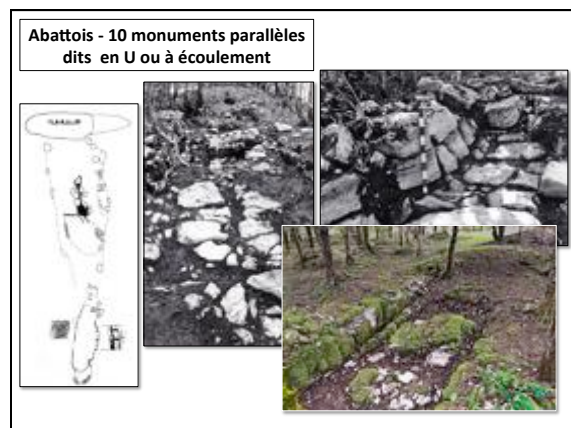 Abattois - 10 monuments parallèles
dits en U ou à écoulement